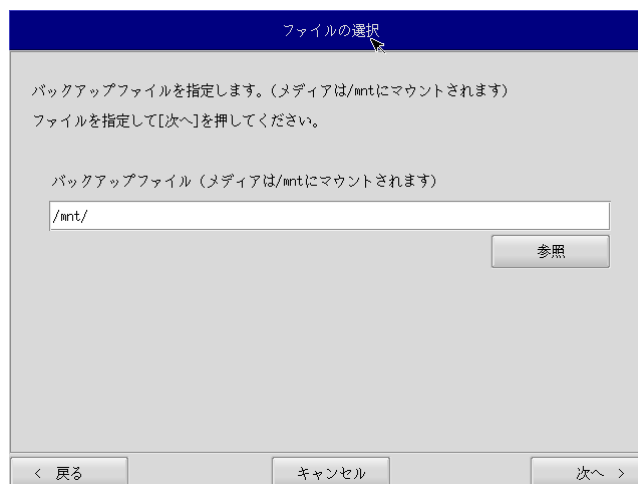 ファイルの選択
バックアップファイルを指定します。(メディアは/mntにマウントされます)
ファイルを指定して[次へ]を押してください。
バックアップファイル (メディアは/mntにマウントされます)
/mnt/
参照
< 戻る
キャンセル
次へ >